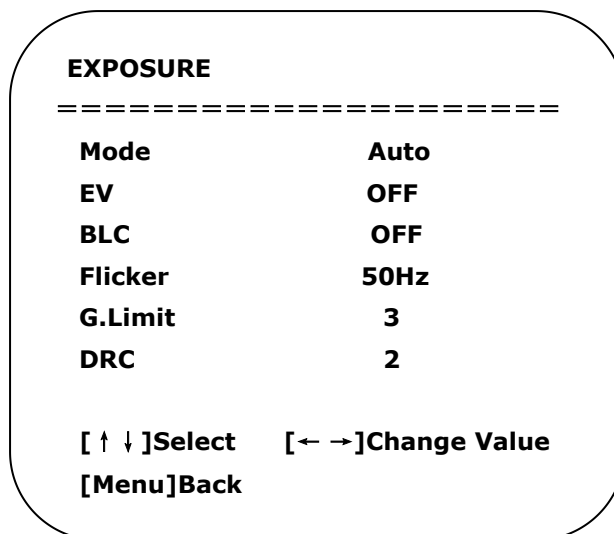 EXPOSURE
=====================
Mode Auto
EV OFF
BLC OFF
Flicker 50Hz
G.Limit 3
DRC 2
[↑ ↓]Select [← →]Change Value
[Menu]Back